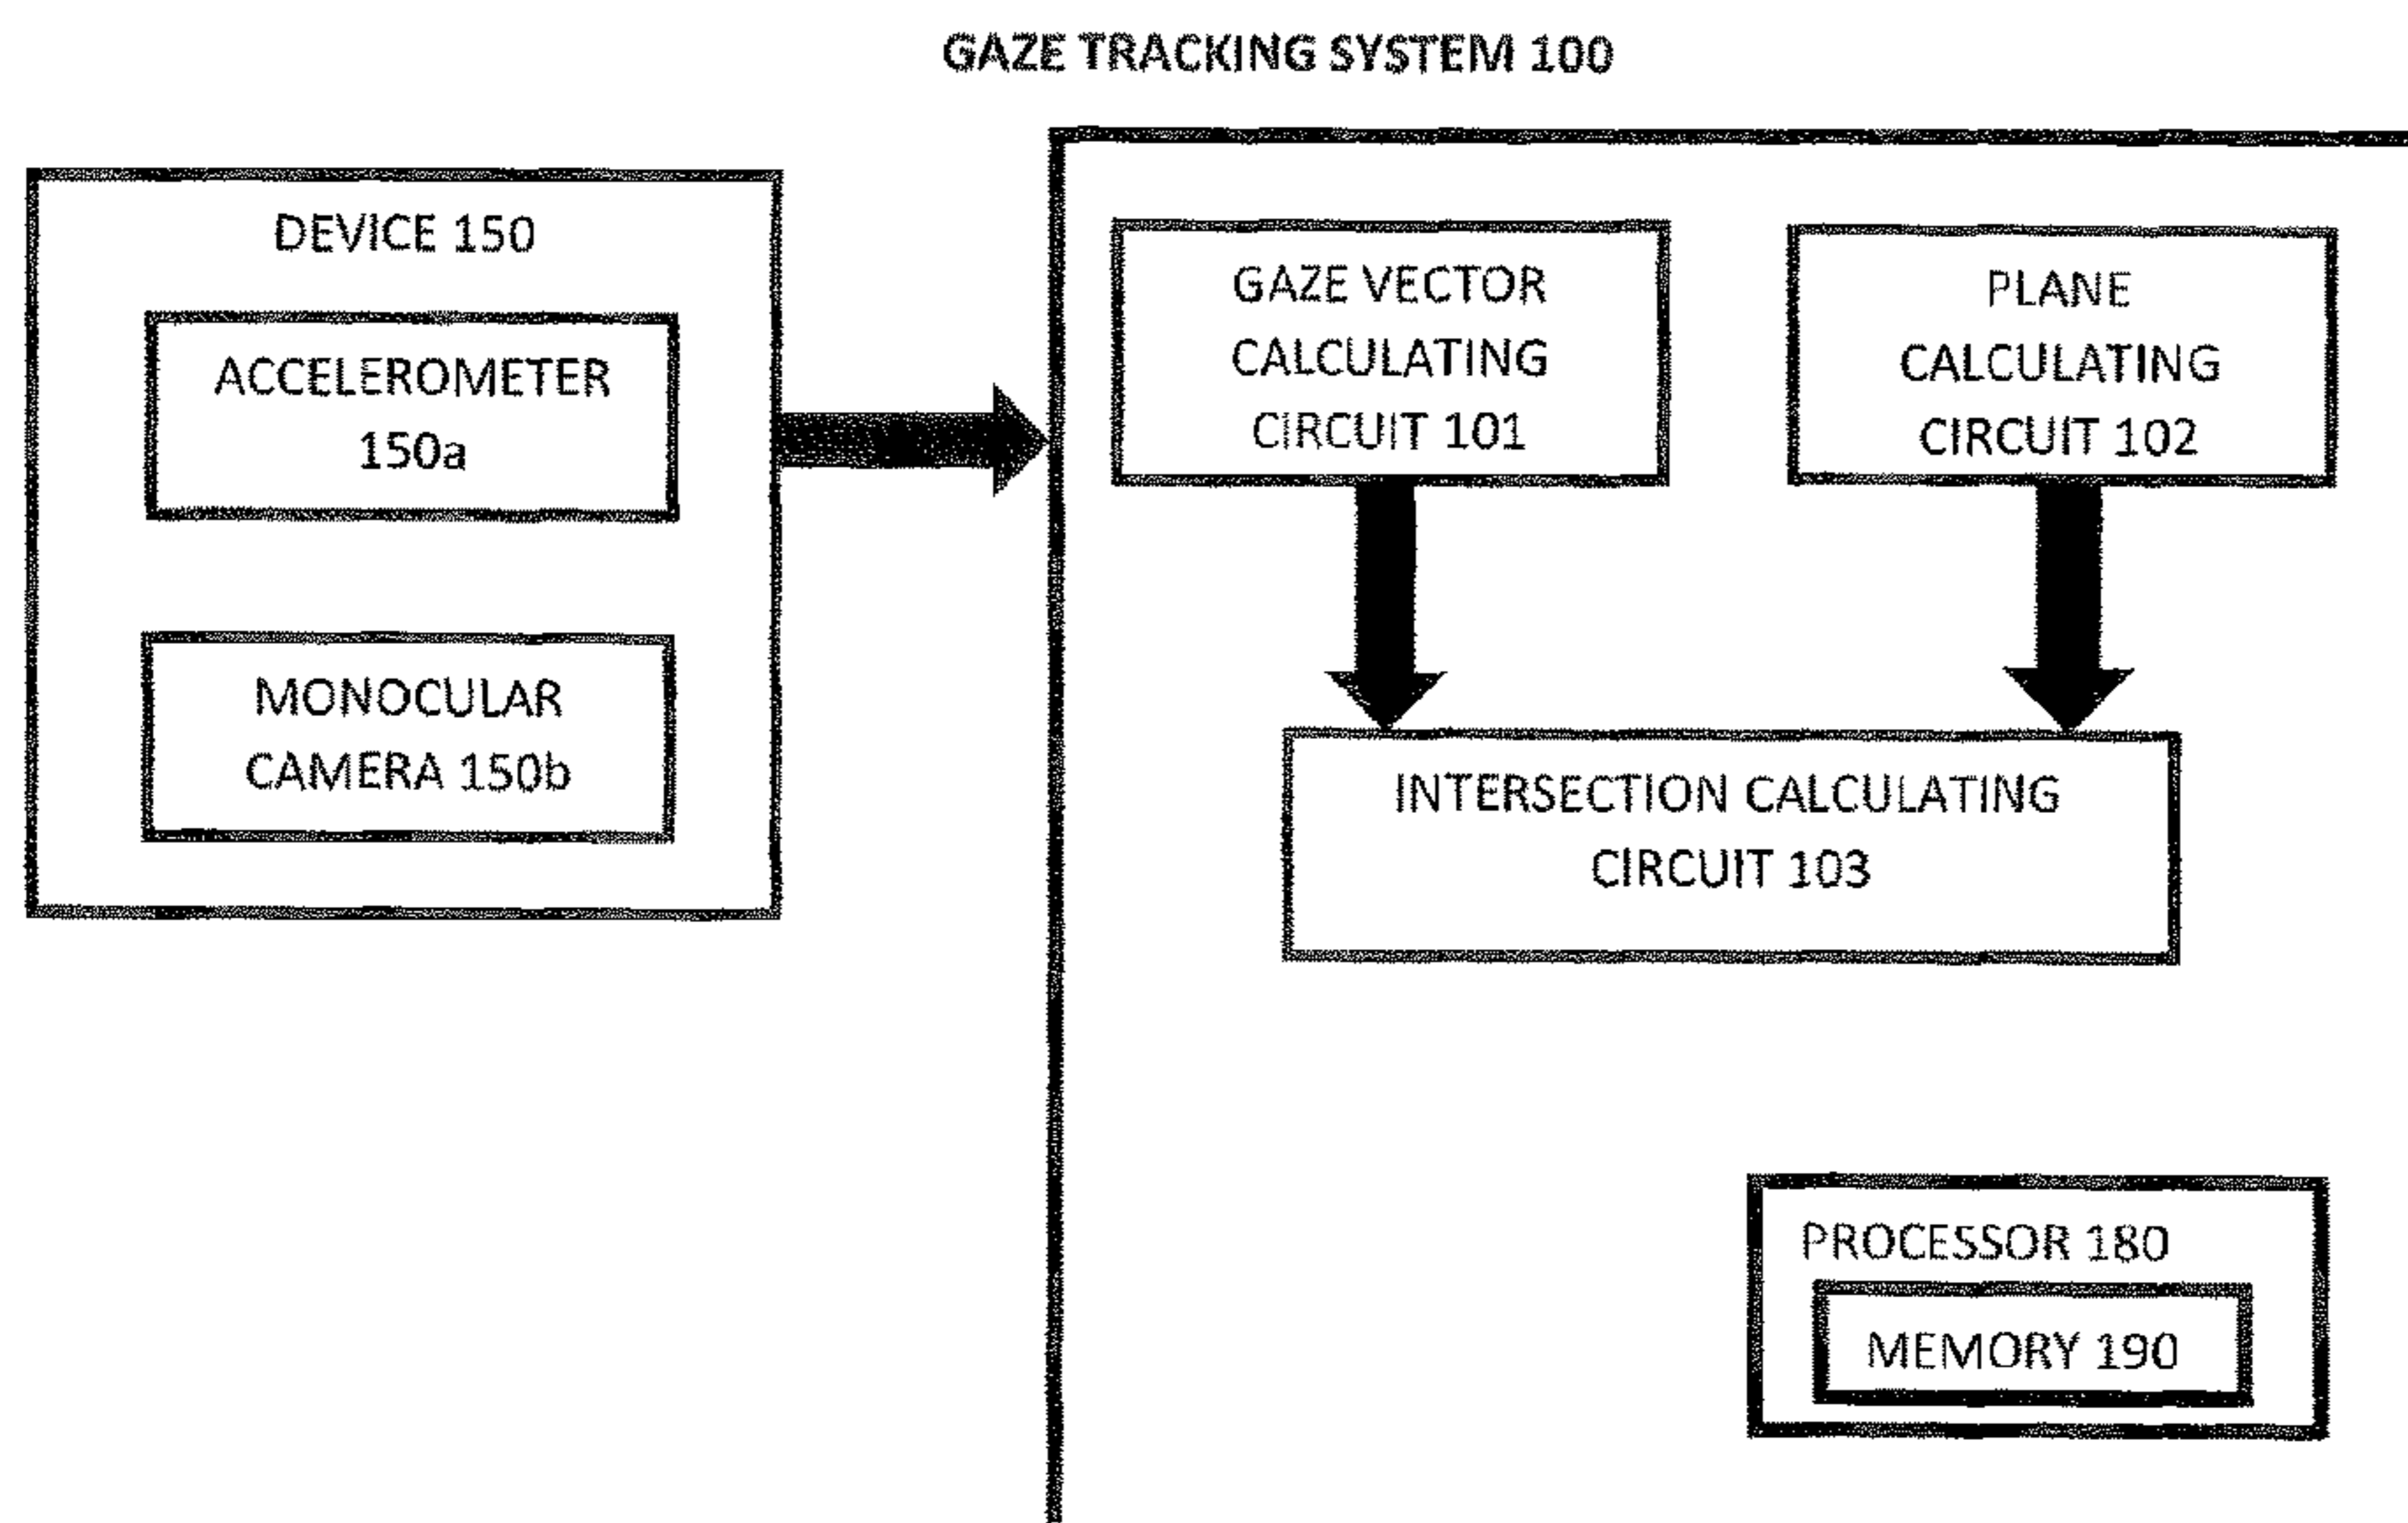 GAZE TRACKING SYSTEM 100
DEVICE 150
ACCELEROMETER
150a
MONOCULAR
CAMERA 150b
GAZE VECTOR
CALCULATING
CIRCUIT 101
PLANE
CALCULATING
CIRCUIT 102
INTERSECTION CALCULATING
CIRCUIT 103
PROCESSOR 180
MEMORY 190